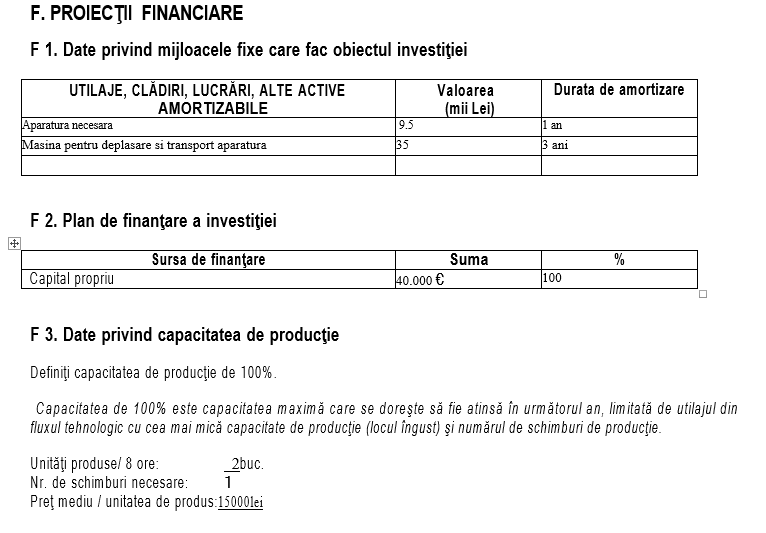 F. PROIECŢII FINANCIARE
F 1. Date privind mijloacele fixe care fac obiectul investiţiei
UTILAJE, CLĂDIRI, LUCRĂRI, ALTE ACTIVE AMORTIZABILE Valoarea (mii Lei) Durata de amortizare
Aparatura necesara 9.5 1 an
Masina pentru deplasare si transport aparatura 35 3 ani
F 2. Plan de finanţare a investiţiei
Sursa de finanţare Suma %
Capital propriu 40.000 € 100
F 3. Date privind capacitatea de producţie
Definiţi capacitatea de producţie de 100%.
Capacitatea de 100% este capacitatea maximă care se doreşte să fie atinsă în următorul an, limitată de utilajul din
fluxul tehnologic cu cea mai mică capacitate de producţie (locul îngust) şi numărul de schimburi de producţie.
Unităţi produse/ 8 ore: _2buc.
Nr. de schimburi necesare: 1
Preţ mediu / unitatea de produs:15000lei